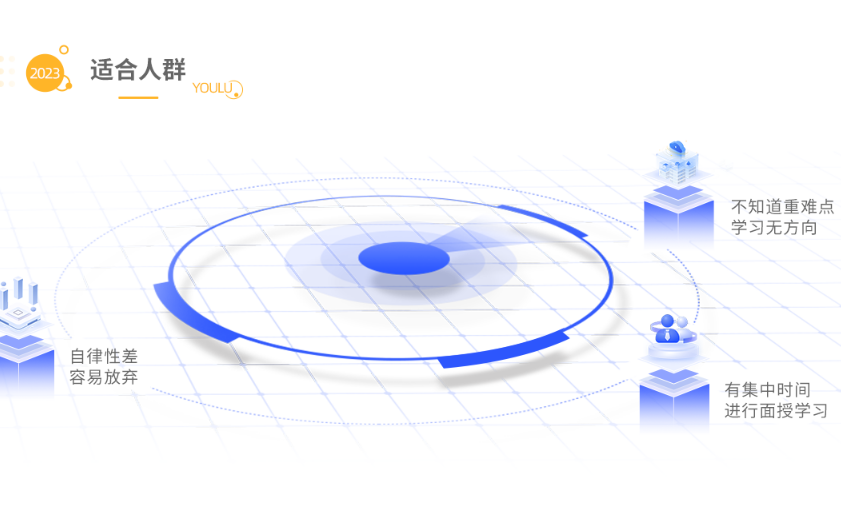 2023
适合人群
YOULU
不知道重难点
学习无方向
自律性差
容易放弃
有集中时间
进行面授学习